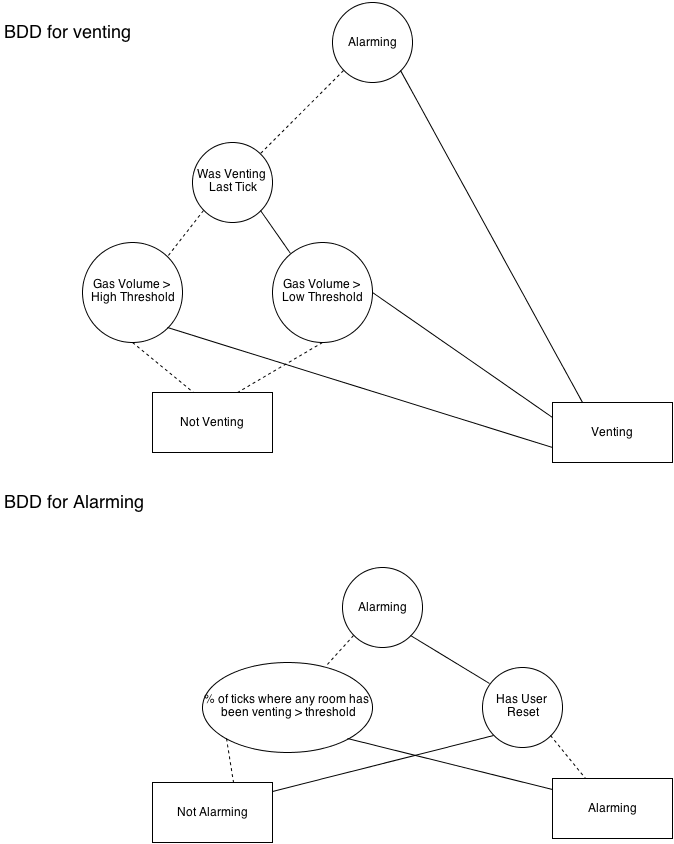 BDD for venting
Alarming
Was Venting
Last Tick
Gas Volume >
High Threshold
Gas Volume >
Low Threshold
Not Venting
Venting
BDD for Alarming
Alarming
% of ticks where any room has
been venting > threshold
Has User
Reset
Not Alarming
Alarming